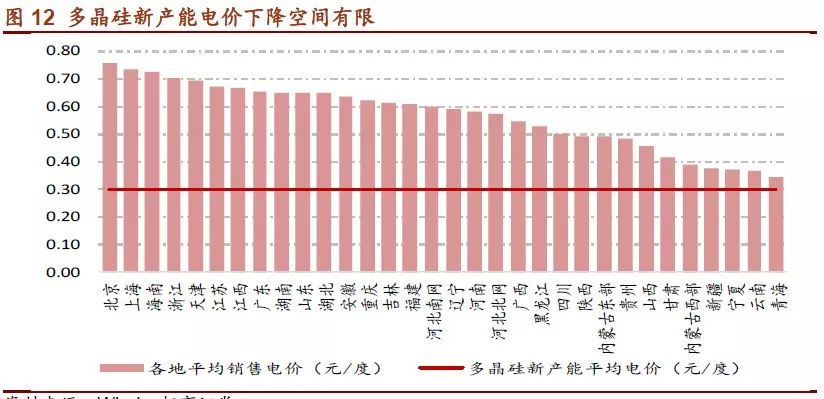 图 12 多晶硅新产能电价下降空间有限
0.80
0.70
0.60
0.50
0.40
0.30
0.20
0.10
0.00
北京
上海
海南
浙江
天津
江苏
江西
广东
湖南
山东
湖北
安徽
重庆
吉林
福建
河北南网
辽宁
河南
河北北网
广西
黑龙江
四川
陕西
内蒙古东部
贵州
山西
甘肃
内蒙古西部
新疆
宁夏
云南
青海
各地平均销售电价（元/度） 多晶硅新产能平均电价（元/度）